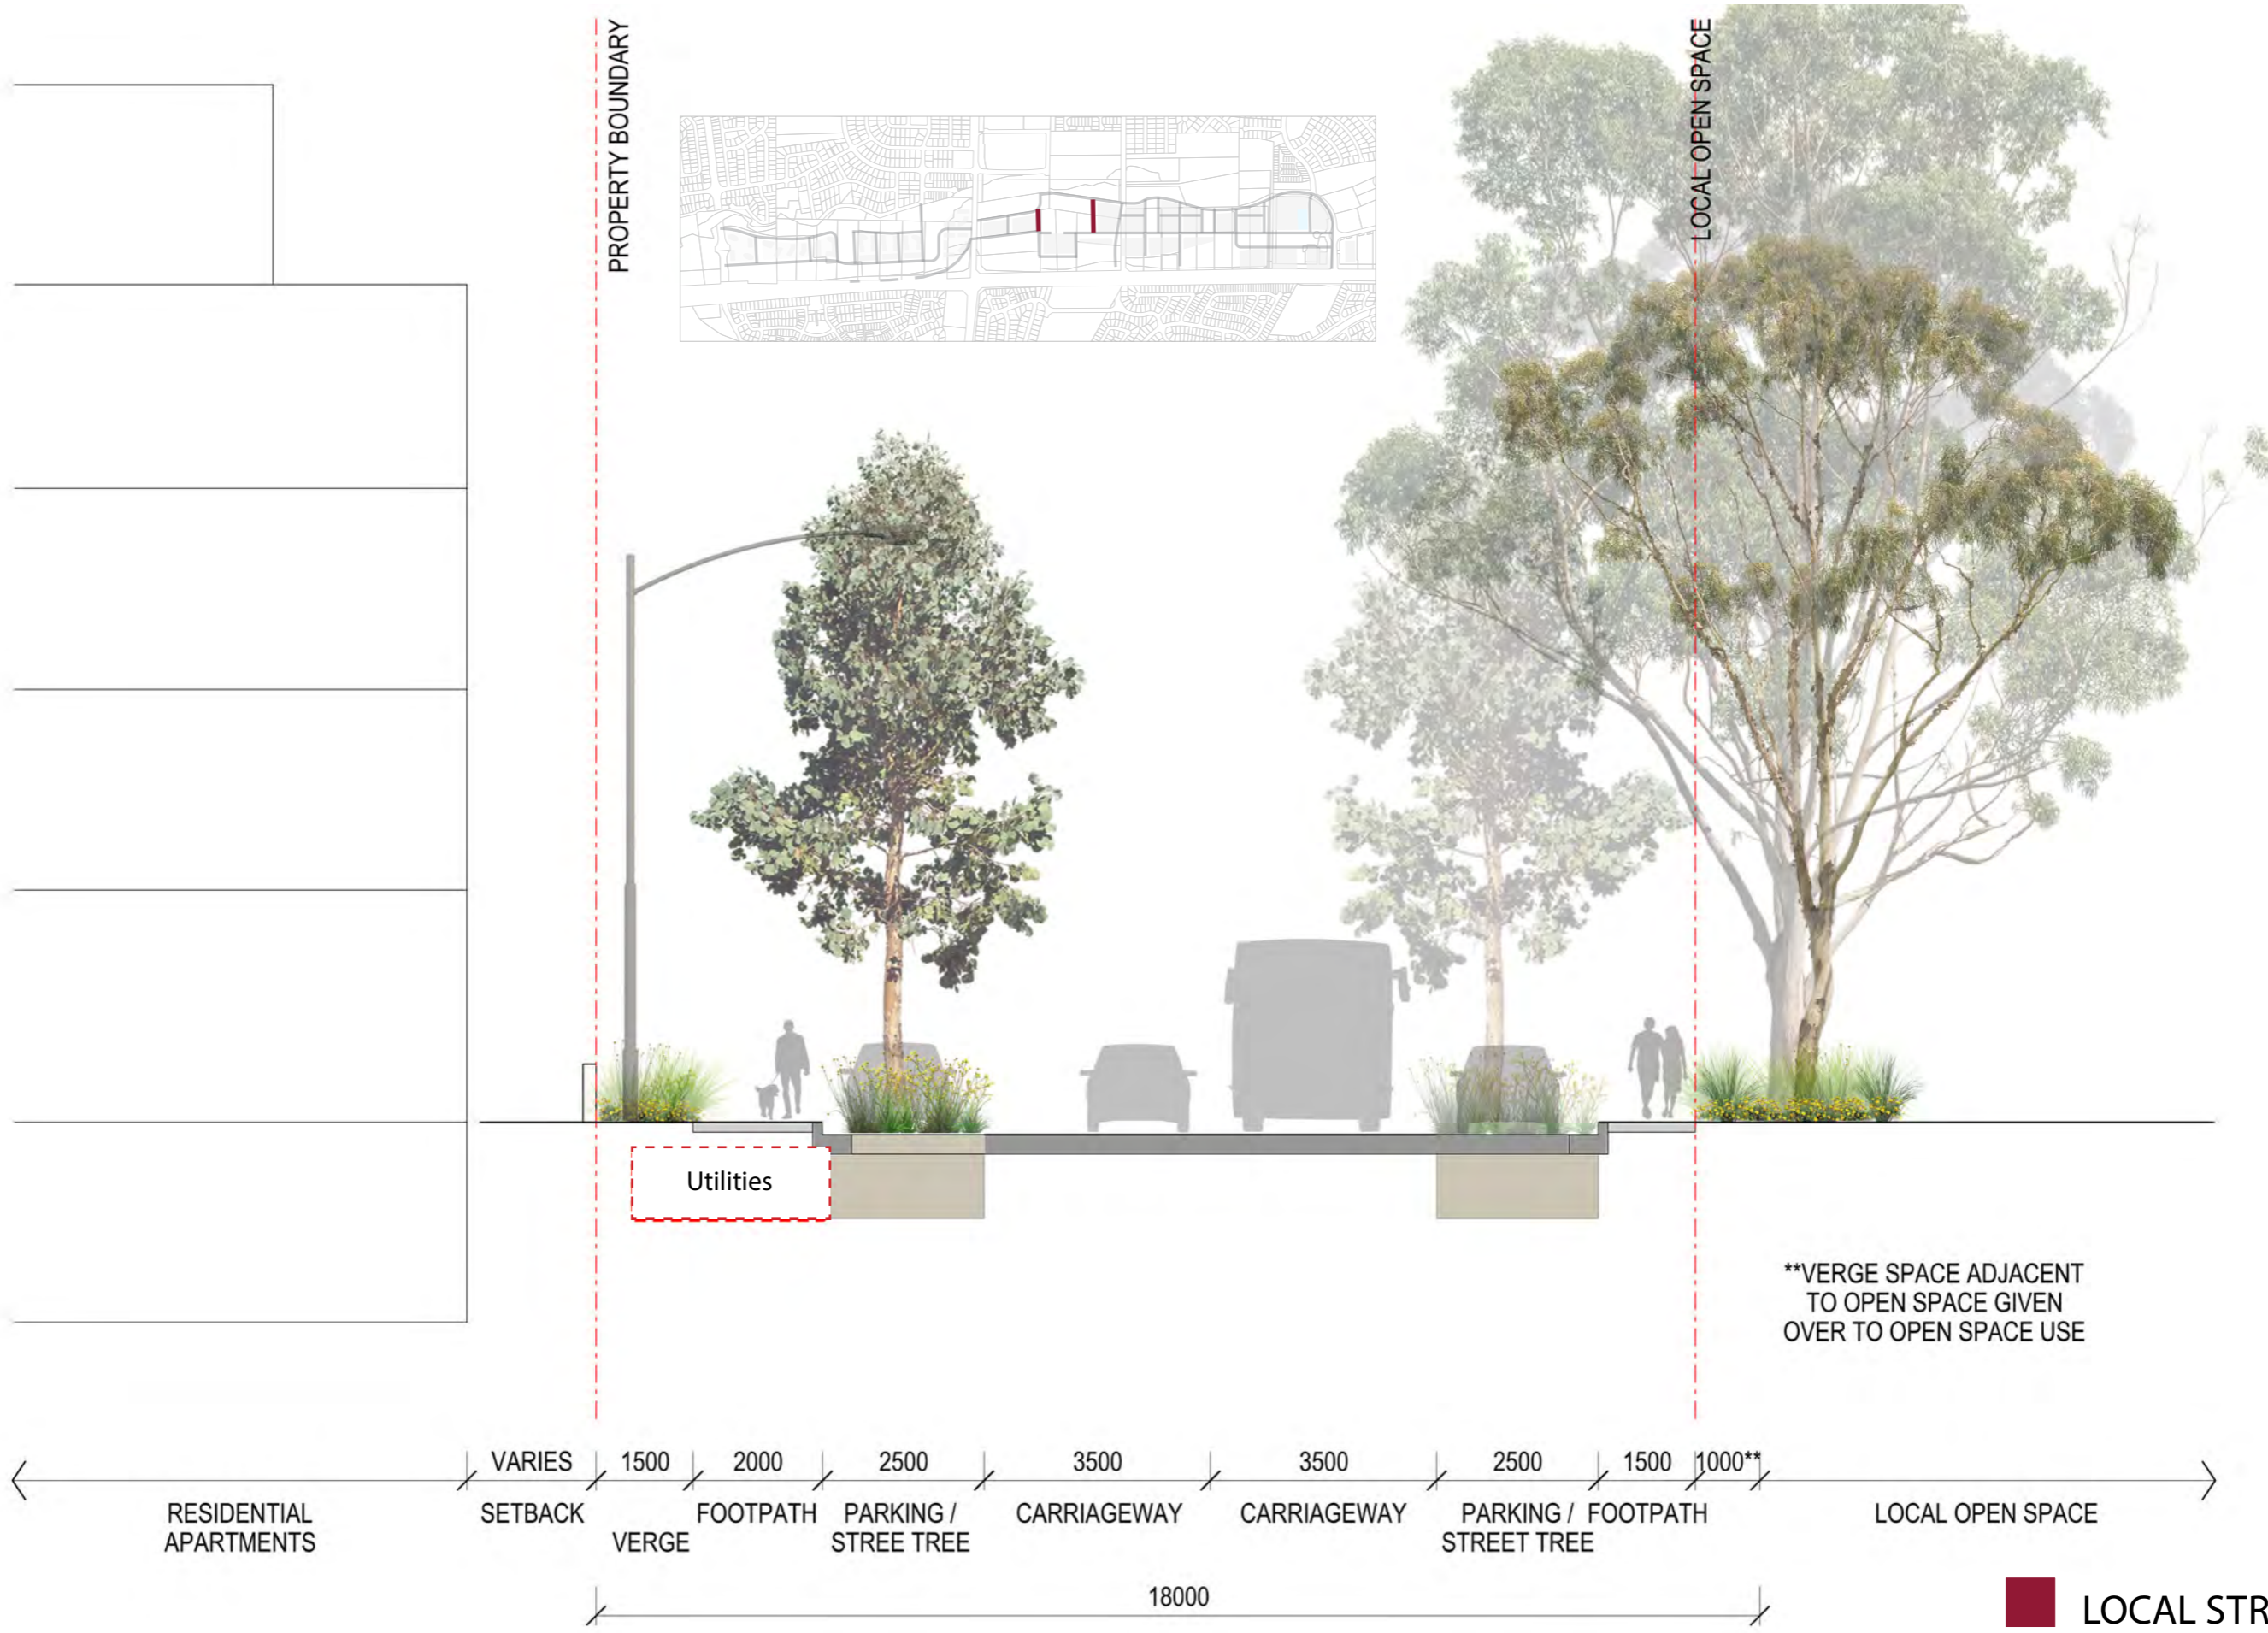 PROPERTY BOUNDARY
LOCAL OPEN SPACE
Utilities
**VERGE SPACE ADJACENT
TO OPEN SPACE GIVEN
OVER TO OPEN SPACE USE
VARIES 1500 2000 2500 3500 3500 2500 1500 1000**
RESIDENTIAL
APARTMENTS
SETBACK
VERGE
FOOTPATH
PARKING /
STREE TREE
CARRIAGEWAY
CARRIAGEWAY
PARKING /
STREET TREE
FOOTPATH
LOCAL OPEN SPACE
18000
LOCAL STR